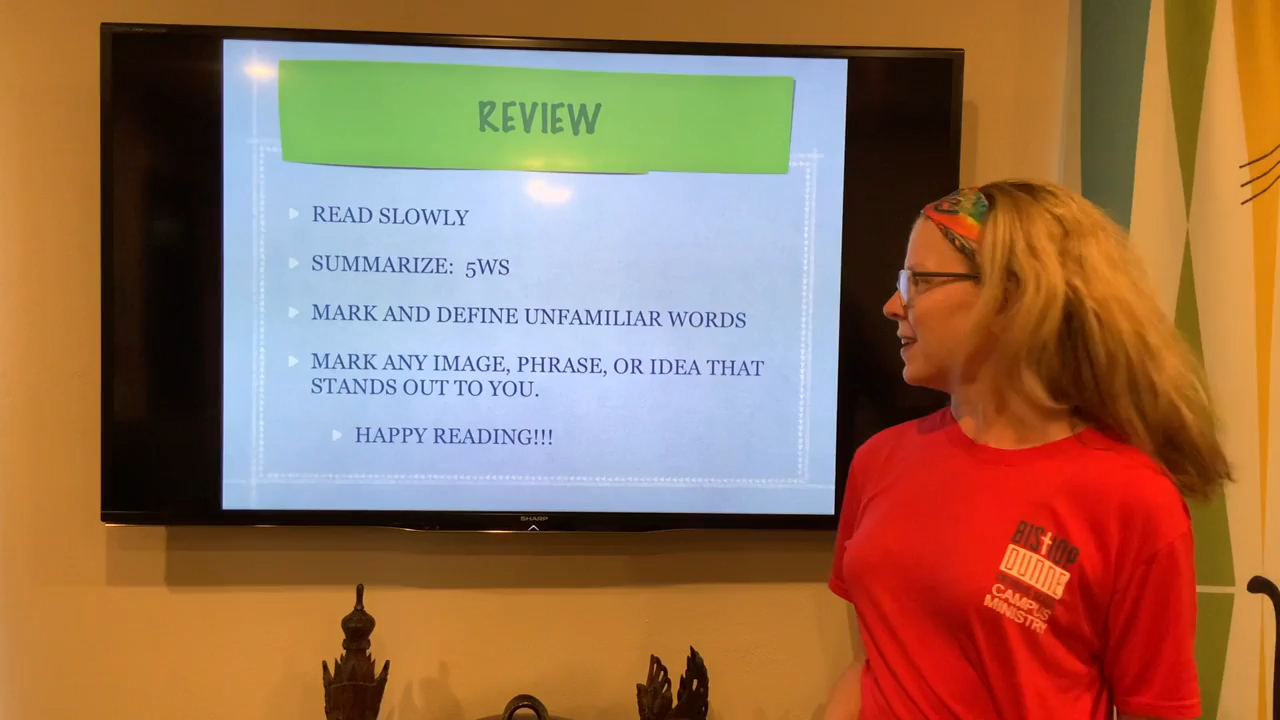 REVIEW
READ SLOWLY
SUMMARIZE: 5WS
MARK AND DEFINE UNFAMILIAR WORDS
MARK ANY IMAGE, PHRASE, OR IDEA THAT
STANDS OUT TO YOU.
HAPPY READING!!!
SHARP
BISHOP
DUNNE
CAMPUS
MINISTRY